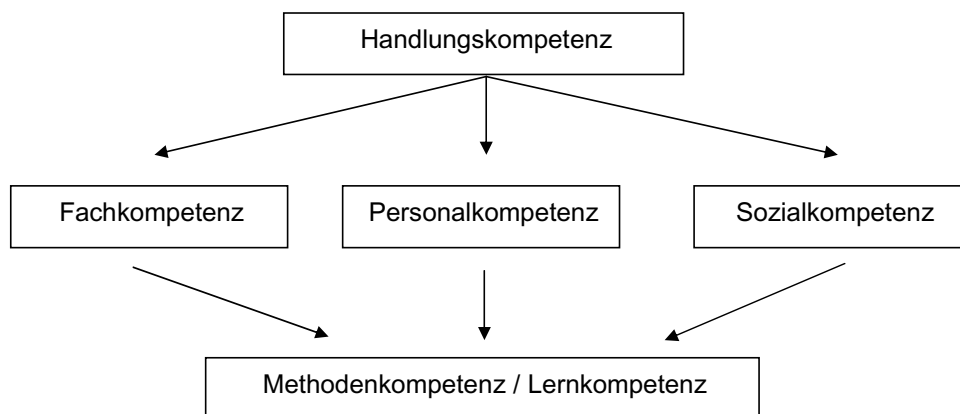 Handlungskompetenz
Fachkompetenz
Personalkompetenz
Sozialkompetenz
Methodenkompetenz / Lernkompetenz